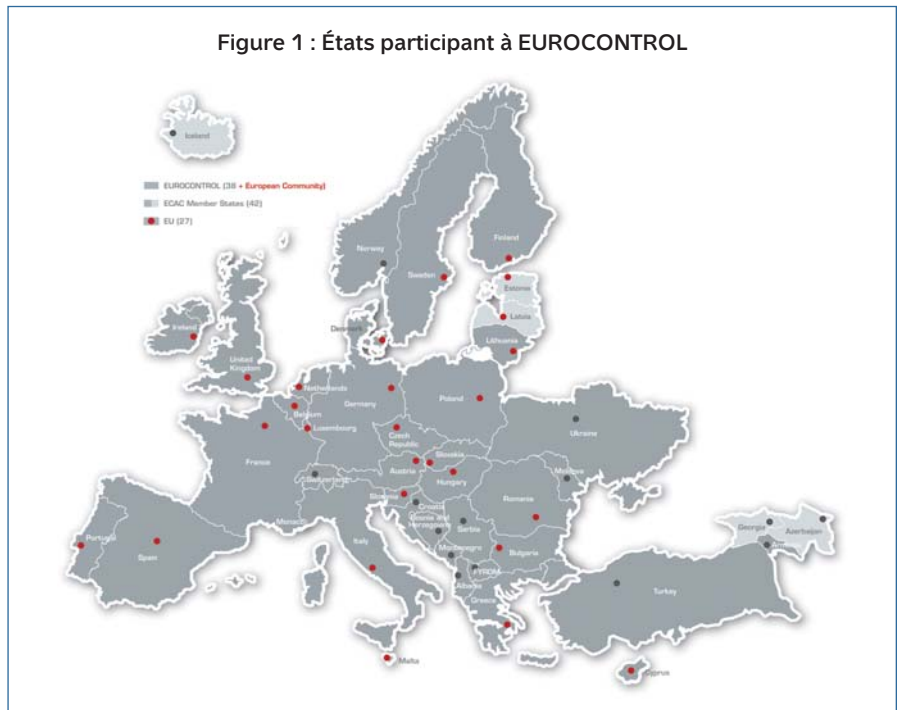 Figure 1 : États participant à EUROCONTROL
Iceland
EUROCONTROL (38 + European Community)
ECAC Member States (42)
EU (27)
Norway
Finland
Sweden
Estonia
Latvia
Denmark
Lithuania
Ireland
United
Kingdom
Netherlands
Belgium
Germany
Poland
Luxembourg
Czech
Republic
Ukraine
France
Slovakia
Austria
Moldova
Switzerland
Hungary
Slovenia
Romania
Croatia
Bosnia and
Herzegovina
Monaco
Serbia
Georgia
Azerbaijan
Portugal
Italy
Montenegro
Bulgaria
Spain
FYROM
Albania
Turkey
Greece
Malta
Cyprus